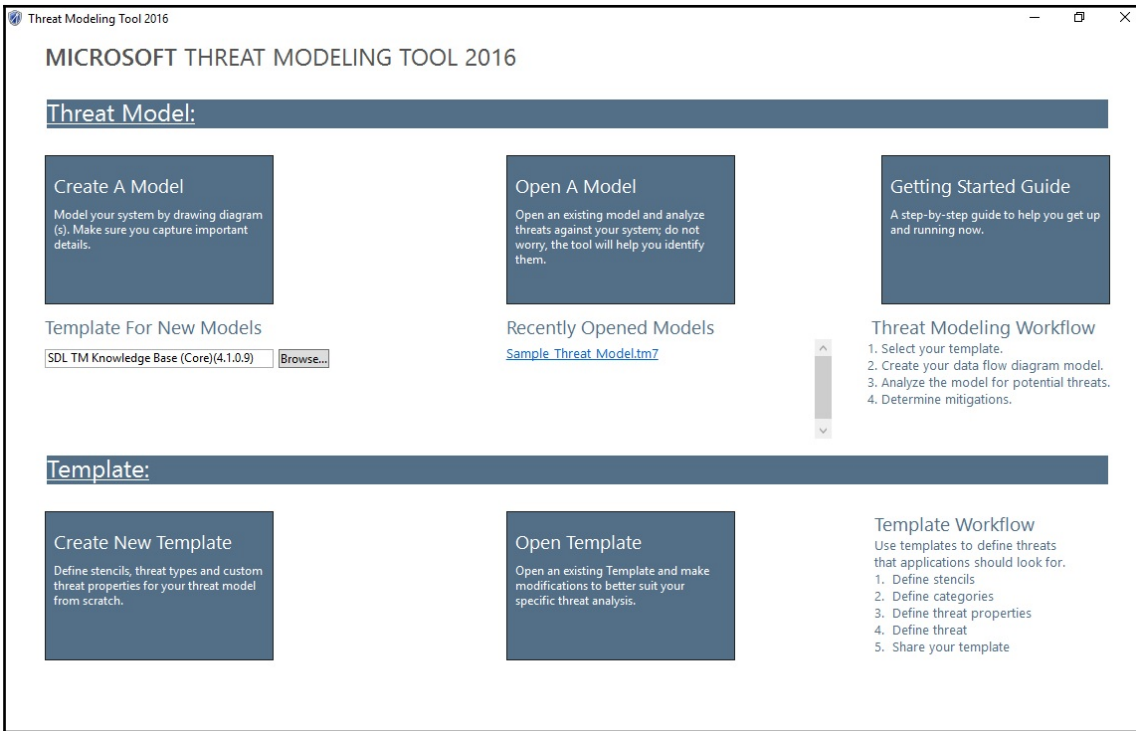 Threat Modeling Tool 2016
MICROSOFT THREAT MODELING TOOL 2016
Threat Model:
Create A Model
Model your system by drawing diagram
(s). Make sure you capture important
details.
Open A Model
Open an existing model and analyze
threats against your system; do not
worry, the tool will help you identify
them.
Getting Started Guide
A step-by-step guide to help you get up
and running now.
Template For New Models
SDL TM Knowledge Base (Core)(4.1.0.9)
Browse...
Recently Opened Models
Sample Threat Model.tm7
Threat Modeling Workflow
1. Select your template.
2. Create your data flow diagram model.
3. Analyze the model for potential threats.
4. Determine mitigations.
Template:
Create New Template
Define stencils, threat types and custom
threat properties for your threat model
from scratch.
Open Template
Open an existing Template and make
modifications to better suit your
specific threat analysis.
Template Workflow
Use templates to define threats
that applications should look for.
1. Define stencils
2. Define categories
3. Define threat properties
4. Define threat
5. Share your template